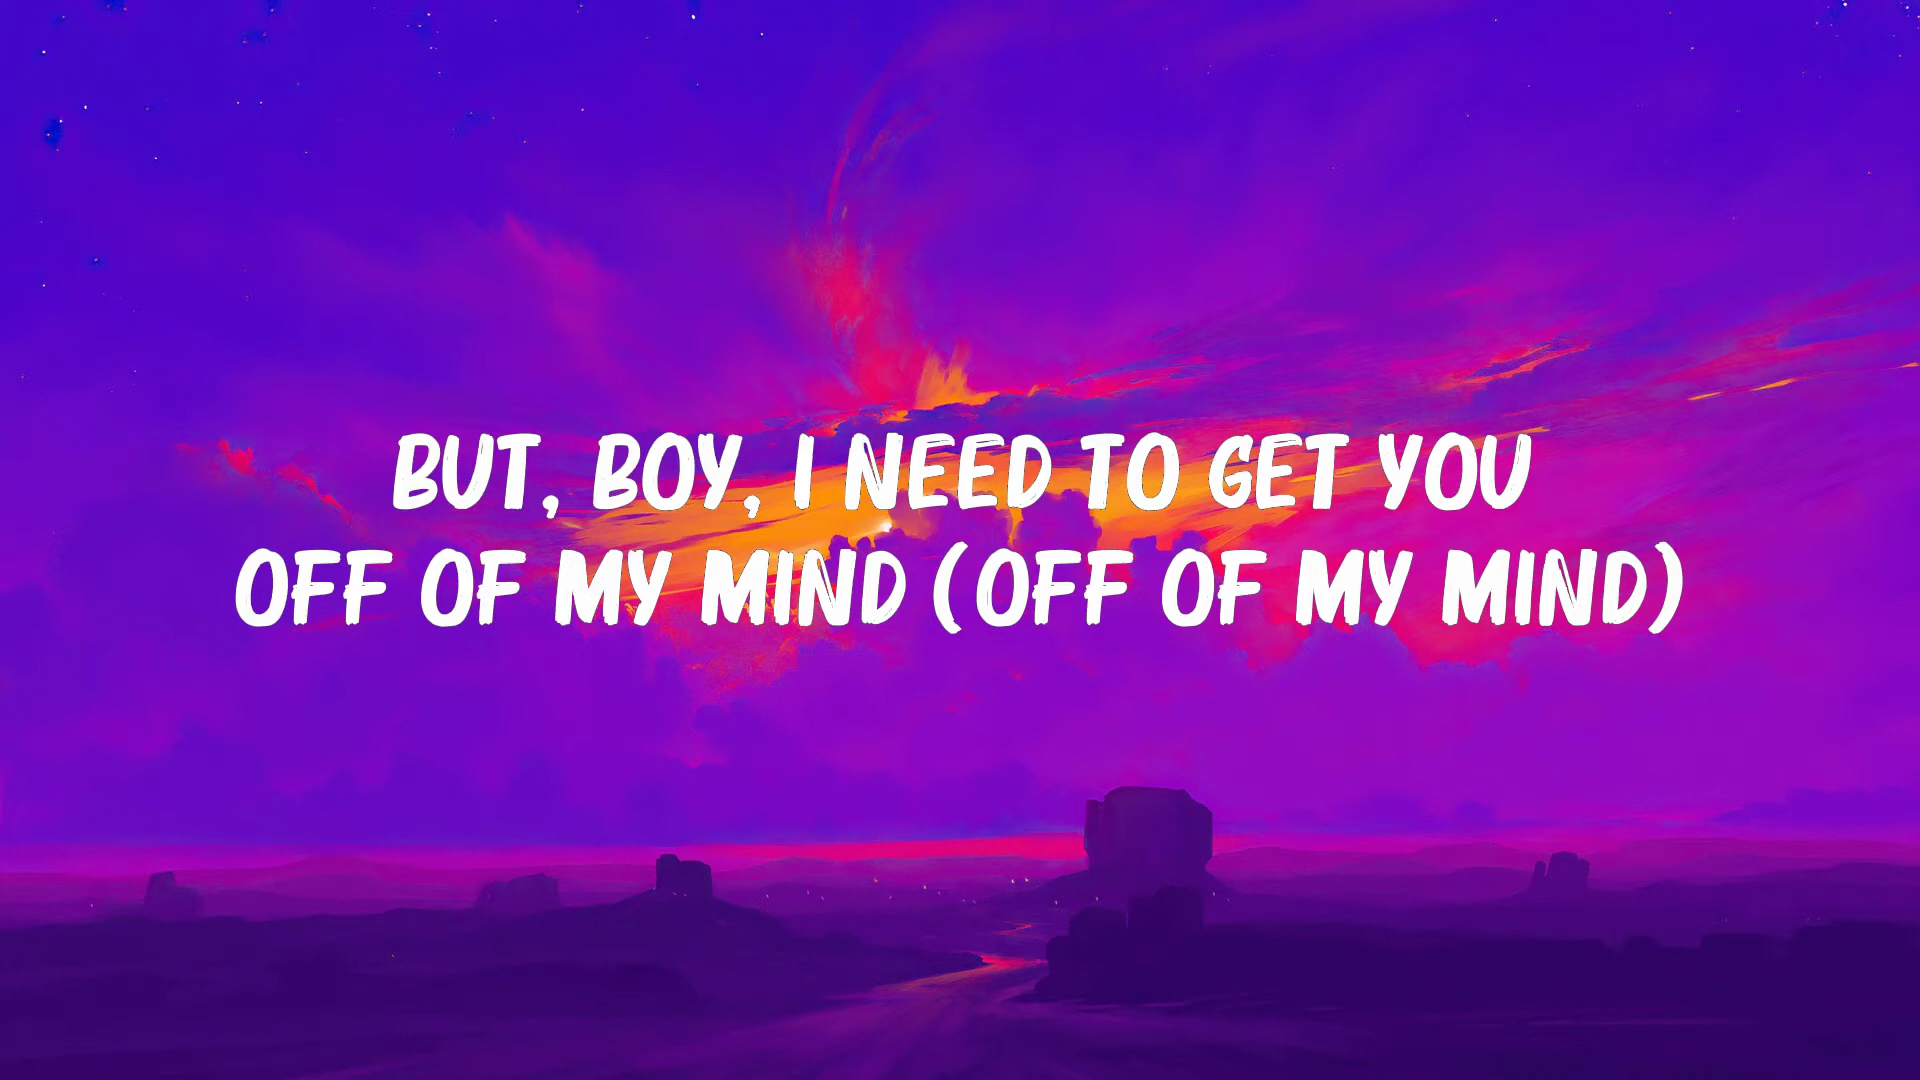 BUT, BOY, I NEED TO GET YOU
OFF OF MY MIND (OFF OF MY MIND)